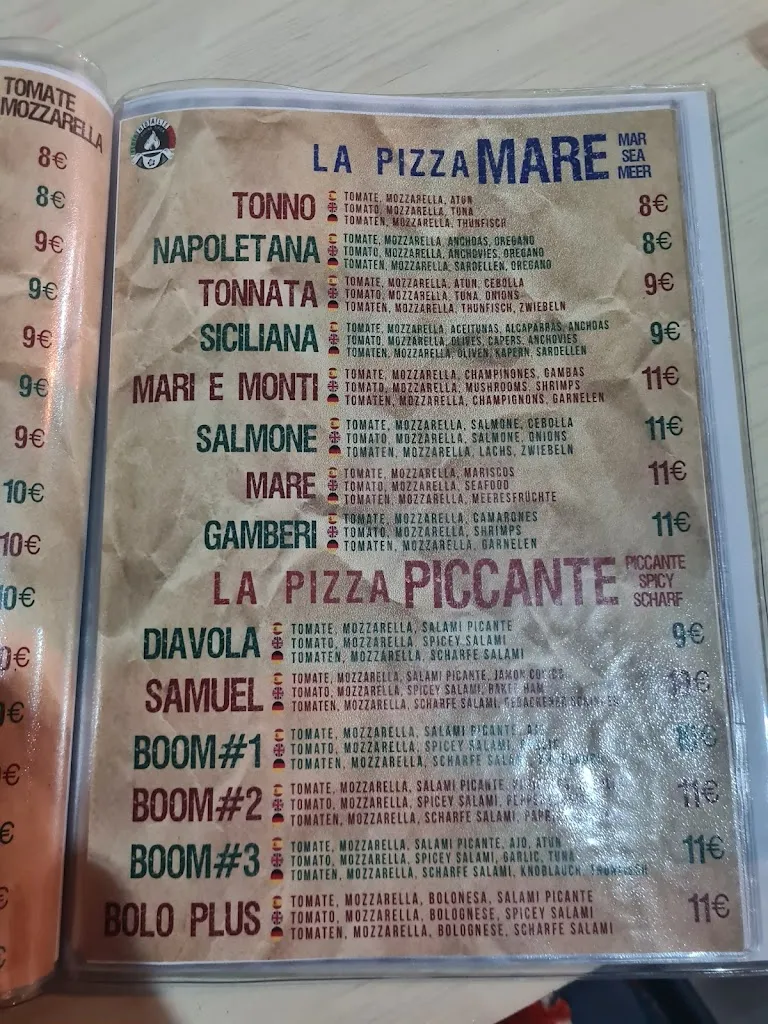 TOMATE
MOZZARELLA
8€
8€
9€
9€
9€
9€
9€
10€
10€
LA PIZZA MARE MAR SEA MEER
TONNO TOMATE, MOZZARELLA, ATUN 8€
TOMATO, MOZZARELLA, TUNA
TOMATEN, MOZZARELLA, THUNFISCH
NAPOLETANA TOMATE, MOZZARELLA, ANCHOAS, OREGANO 8€
TOMATO, MOZZARELLA, ANCHOVIES, OREGANO
TOMATEN, MOZZARELLA, SARDELLEN, OREGANO
TONNATA TOMATE, MOZZARELLA, ATUN, CEBOLLA 9€
TOMATO, MOZZARELLA, TUNA, ONIONS
TOMATEN, MOZZARELLA, THUNFISCH, ZWIEBELN
SICILIANA TOMATE, MOZZARELLA, ACEITUNAS, ALCAPARRAS, ANCHOAS 9€
TOMATO, MOZZARELLA, OLIVES, CAPERS, ANCHOVIES
TOMATEN, MOZZARELLA, OLIVEN, KAPERN, SARDELLEN
MARI E MONTI TOMATE, MOZZARELLA, CHAMPINONES, GAMBAS 11€
TOMATO, MOZZARELLA, MUSHROOMS, SHRIMPS
TOMATEN, MOZZARELLA, CHAMPIGNONS, GARNELEN
SALMONE TOMATE, MOZZARELLA, SALMONE, CEBOLLA 11€
TOMATO, MOZZARELLA, SALMONE, ONIONS
TOMATEN, MOZZARELLA, LACHS, ZWIEBELN
MARE TOMATE, MOZZARELLA, MARISCOS 11€
TOMATO, MOZZARELLA, SEAFOOD
TOMATEN, MOZZARELLA, MEERESFRÜCHTE
GAMBERI TOMATE, MOZZARELLA, CAMARONES 11€
TOMATO, MOZZARELLA, SHRIMPS
TOMATEN, MOZZARELLA, GARNELEN
LA PIZZA PICCANTE PICCANTE SPICY SCHARF
DIAVOLA TOMATE, MOZZARELLA, SALAMI PICANTE 9€
TOMATO, MOZZARELLA, SPICEY SALAMI
TOMATEN, MOZZARELLA, SCHARFE SALAMI
SAMUEL TOMATE, MOZZARELLA, SALAMI PICANTE, JAMON
TOMATO, MOZZARELLA, SPICEY SALAMI, HAM
TOMATEN, MOZZARELLA, SCHARFE SALAMI,
BOOM#1 TOMATE, MOZZARELLA, SALAMI PICANTE,
TOMATO, MOZZARELLA, SPICEY SALAMI,
TOMATEN, MOZZARELLA, SCHARFE
BOOM#2 TOMATE, MOZZARELLA, SALAMI PICANTE, 11€
TOMATO, MOZZARELLA, SPICEY SALAMI,
TOMATEN, MOZZARELLA, SCHARFE SALAMI,
BOOM#3 TOMATE, MOZZARELLA, SALAMI PICANTE, AJO, ATUN 11€
TOMATO, MOZZARELLA, SPICEY SALAMI, GARLIC, TUNA
TOMATEN, MOZZARELLA, SCHARFE SALAMI, KNOBLAUCH, THUNFISCH
BOLO PLUS TOMATE, MOZZARELLA, BOLONESA, SALAMI PICANTE 11€
TOMATO, MOZZARELLA, BOLOGNESE, SPICEY SALAMI
TOMATEN, MOZZARELLA, BOLOGNESE, SCHARFE SALAMI